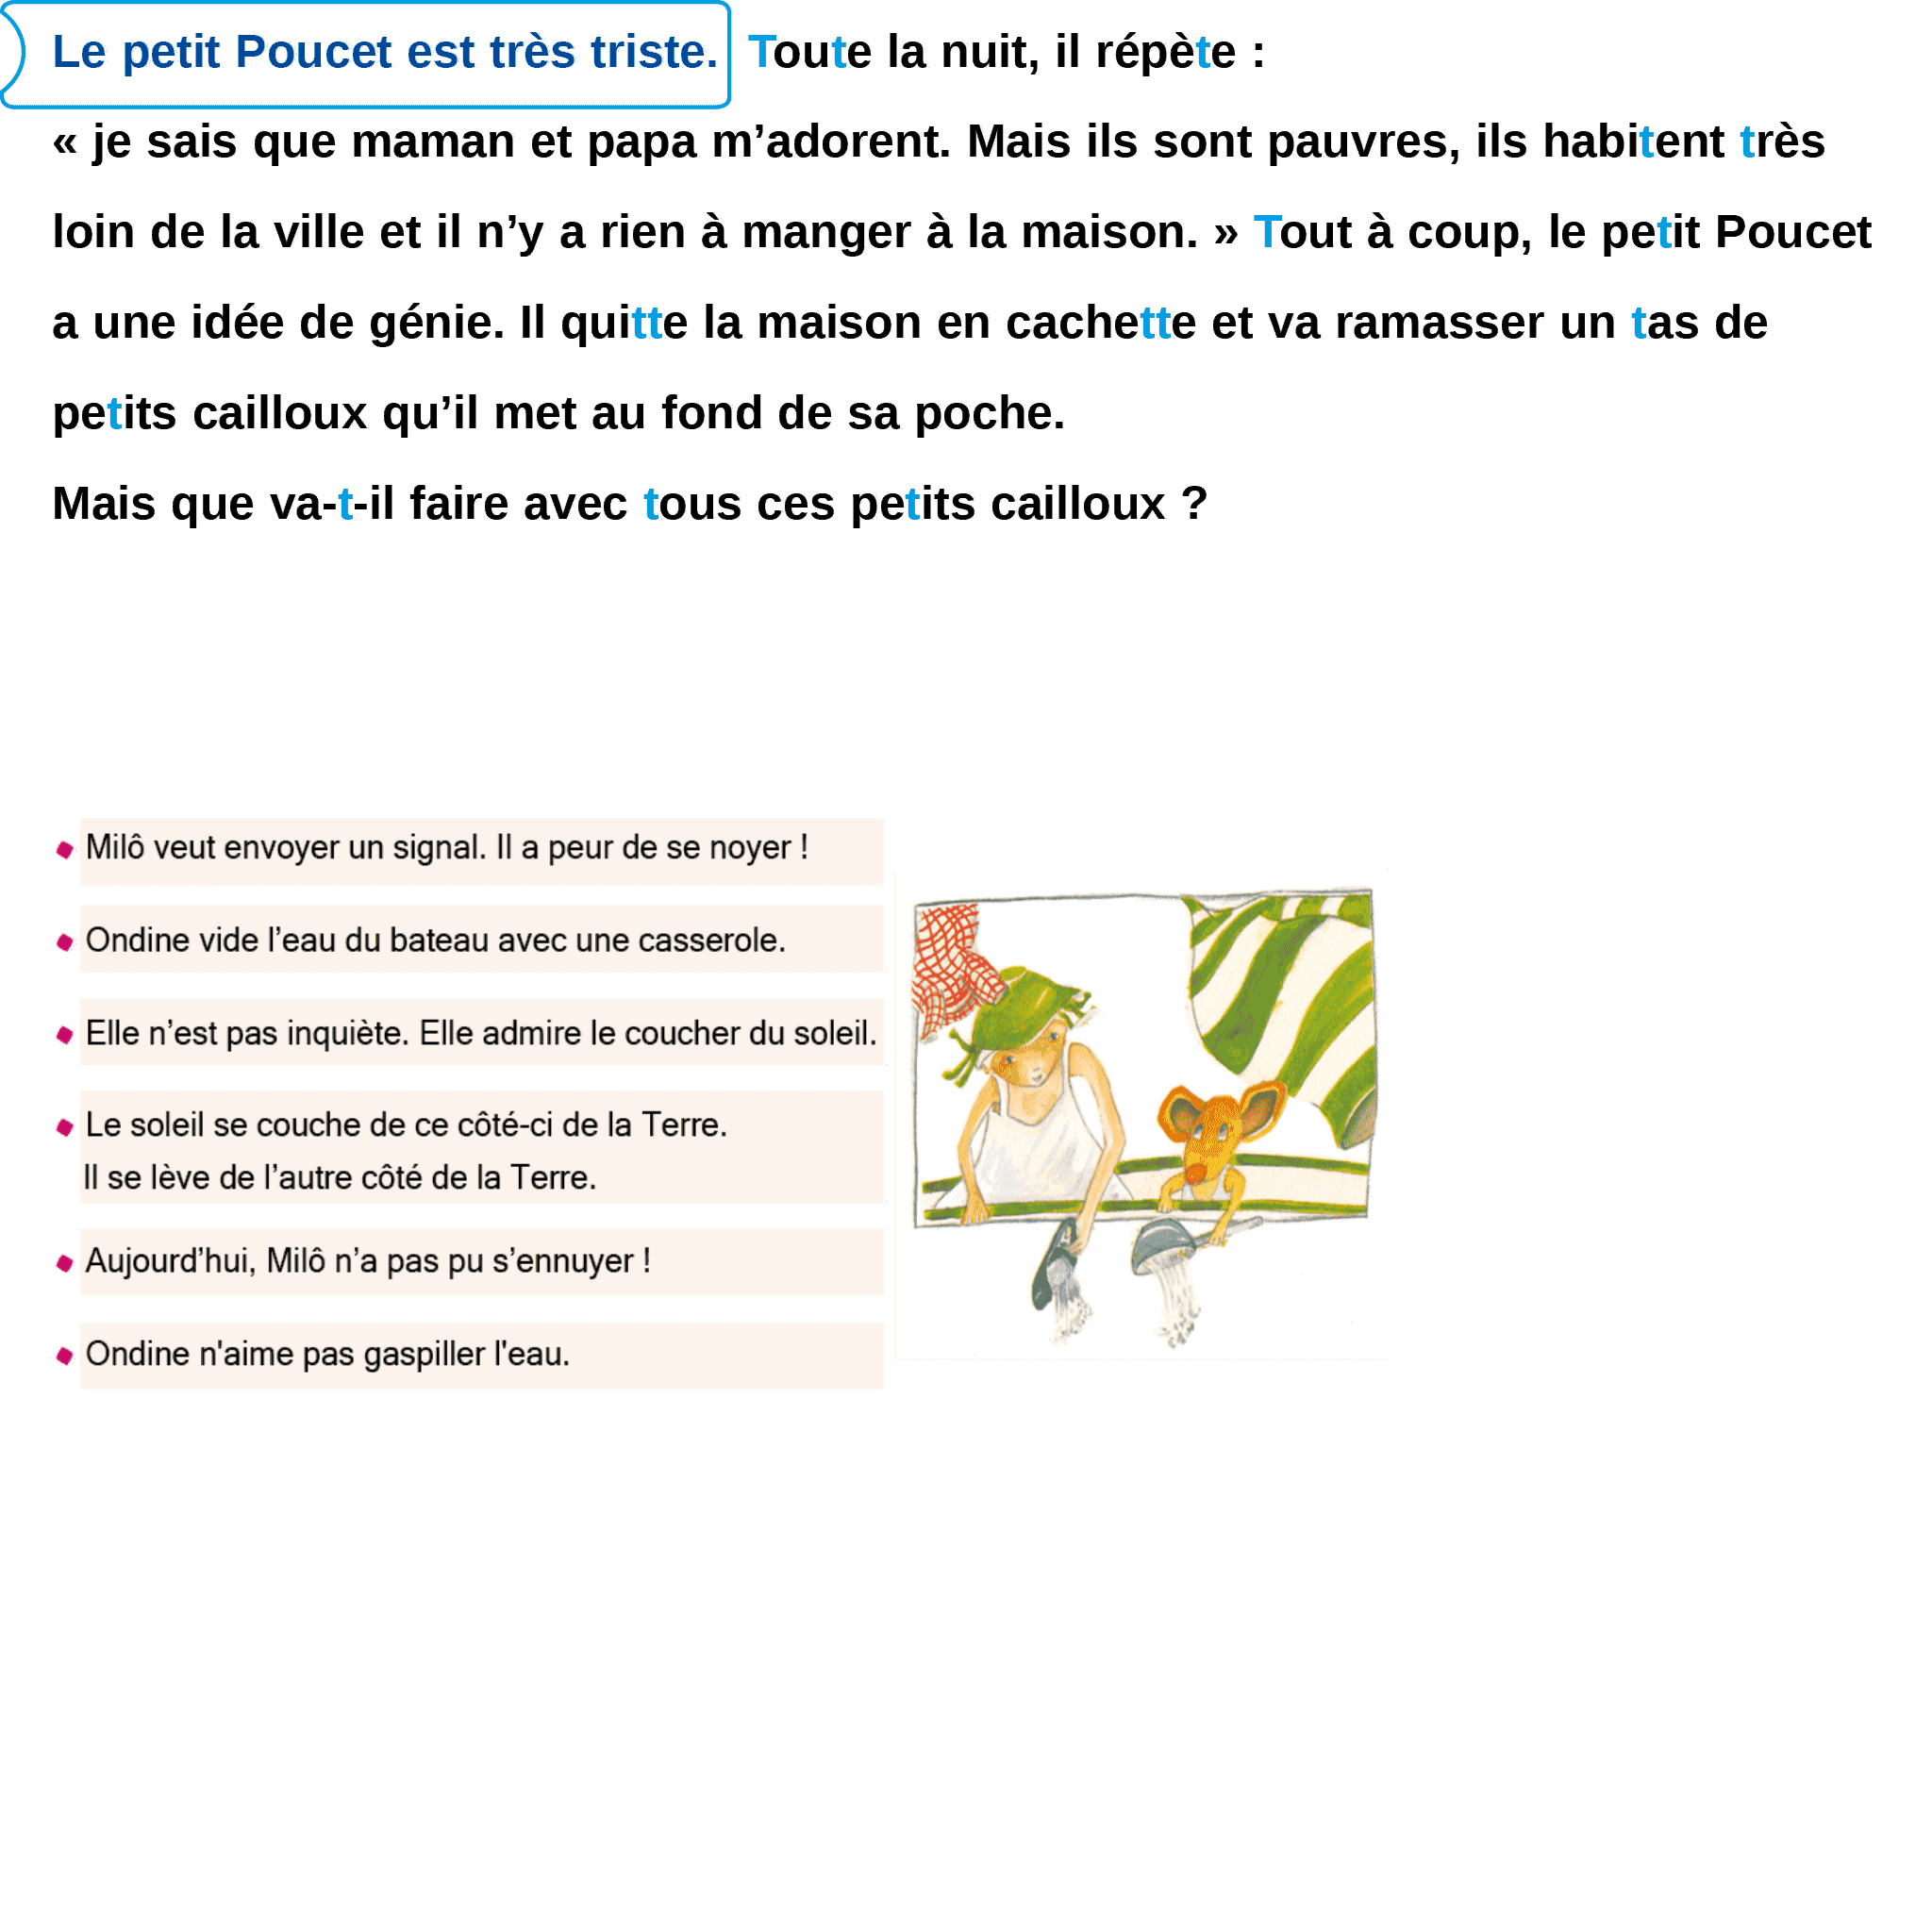 Le petit Poucet est très triste. Toute la nuit, il répète :
« je sais que maman et papa m’adorent. Mais ils sont pauvres, ils habitent très
loin de la ville et il n’y a rien à manger à la maison. » Tout à coup, le petit Poucet
a une idée de génie. Il quitte la maison en cachette et va ramasser un tas de
petits cailloux qu’il met au fond de sa poche.
Mais que va-t-il faire avec tous ces petits cailloux ?
Milô veut envoyer un signal. Il a peur de se noyer !
Ondine vide l’eau du bateau avec une casserole.
Elle n’est pas inquiète. Elle admire le coucher du soleil.
Le soleil se couche de ce côté-ci de la Terre.
Il se lève de l’autre côté de la Terre.
Aujourd’hui, Milô n’a pas pu s’ennuyer !
Ondine n'aime pas gaspiller l'eau.